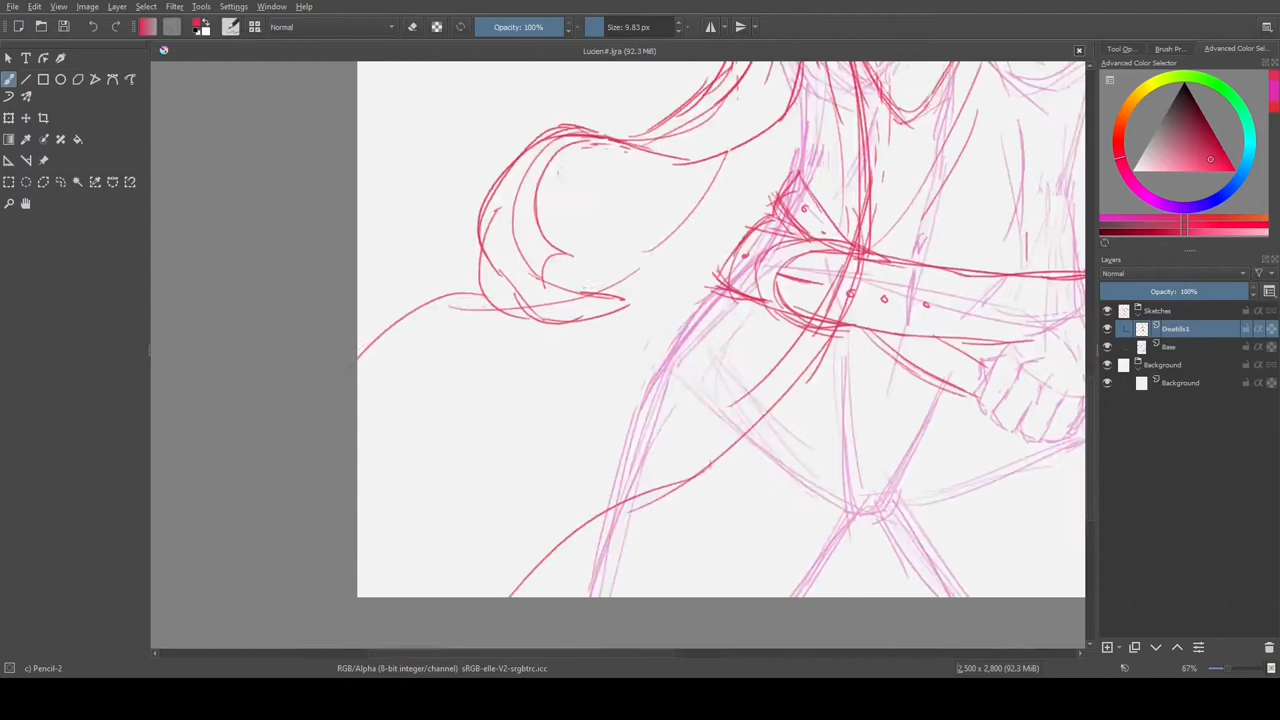 File Edit View Image Layer Select Filter Tools Settings Window Help
Normal Opacity: 100% Size: 9.83 px
Lucien#.kra (92.3 MB)
Tool Op... Brush Pr... Advanced Color Sel...
Advanced Color Selector
Layers
Normal
Opacity: 100%
Sketches
Deatils1
Base
Background
Background
c) Pencil-2 RGB/Alpha (8-bit integer/channel) sRGB-elle-V2-srgbtrc.icc 2,500 x 2,800 (92.3 MiB) 67%